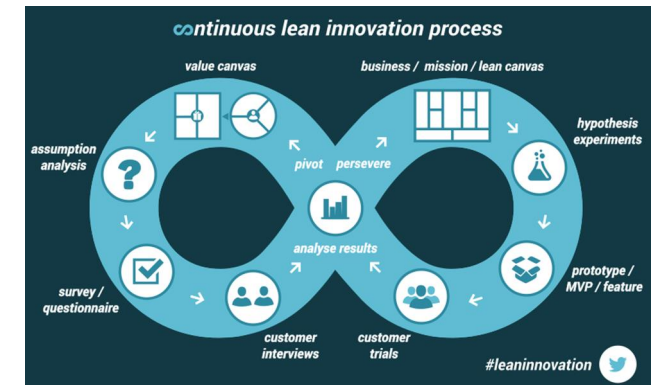 ∞ntinuous lean innovation process
value canvas
business / mission / lean canvas
assumption
analysis
hypothesis
experiments
pivot
persevere
?
analyse results
survey /
questionnaire
prototype /
MVP / feature
customer
interviews
customer
trials
#leaninnovation